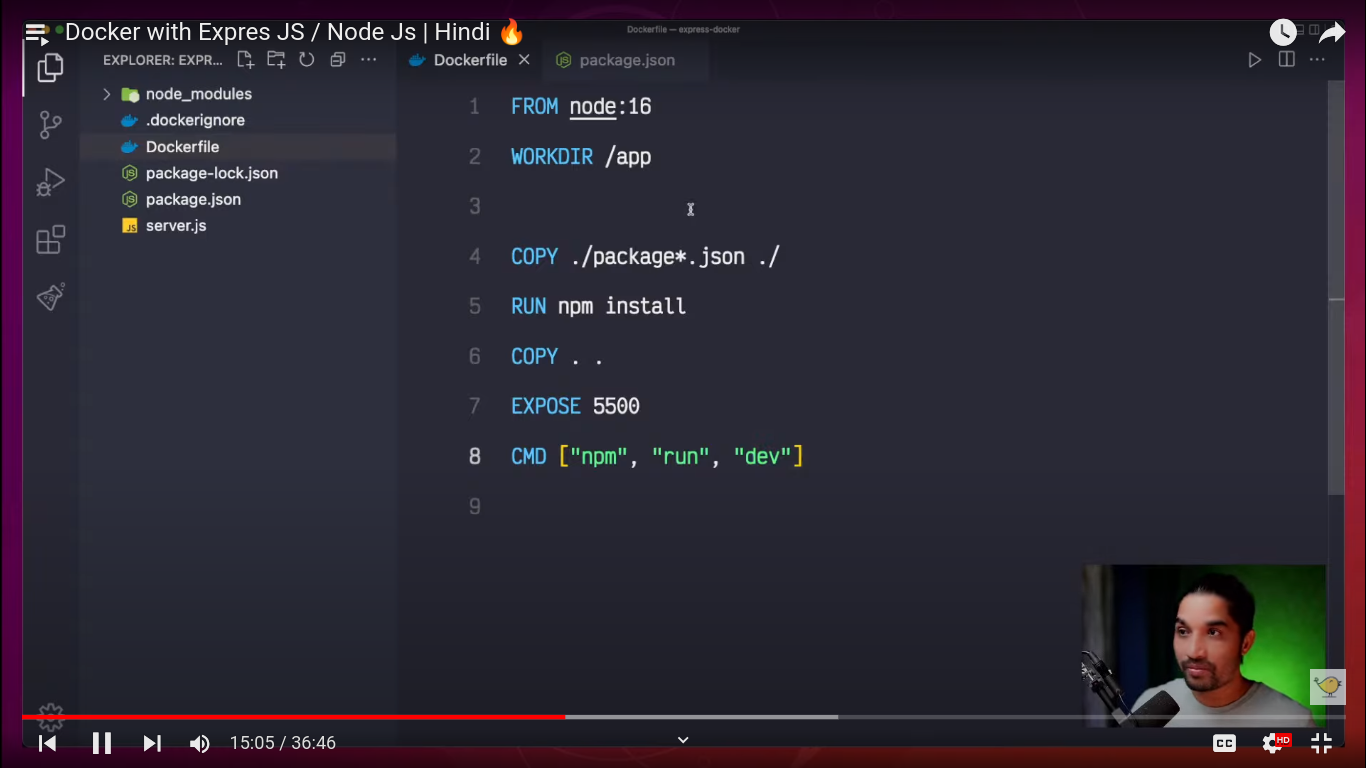 Docker with Expres JS / Node Js | Hindi 🔥
Dockerfile — express-docker
EXPLORER: EXPR...
Dockerfile
package.json
node_modules
.dockerignore
Dockerfile
package-lock.json
package.json
server.js
1 FROM node:16
2 WORKDIR /app
3
4 COPY ./package*.json ./
5 RUN npm install
6 COPY . .
7 EXPOSE 5500
8 CMD ["npm", "run", "dev"]
9
15:05 / 36:46
CC
HD